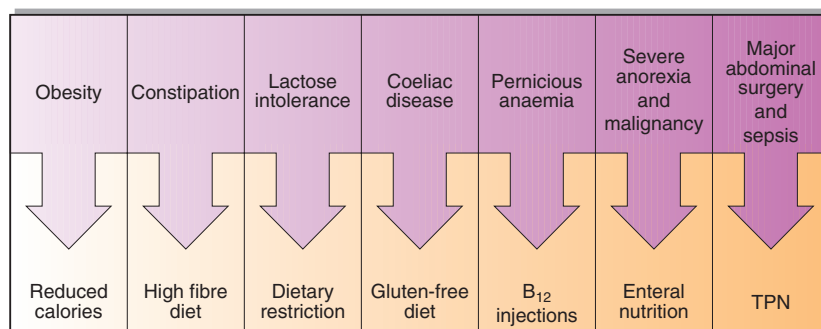 Obesity
Constipation
Lactose
intolerance
Coeliac
disease
Pernicious
anaemia
Severe
anorexia
and
malignancy
Major
abdominal
surgery
and
sepsis
Reduced
calories
High fibre
diet
Dietary
restriction
Gluten-free
diet
B12
injections
Enteral
nutrition
TPN